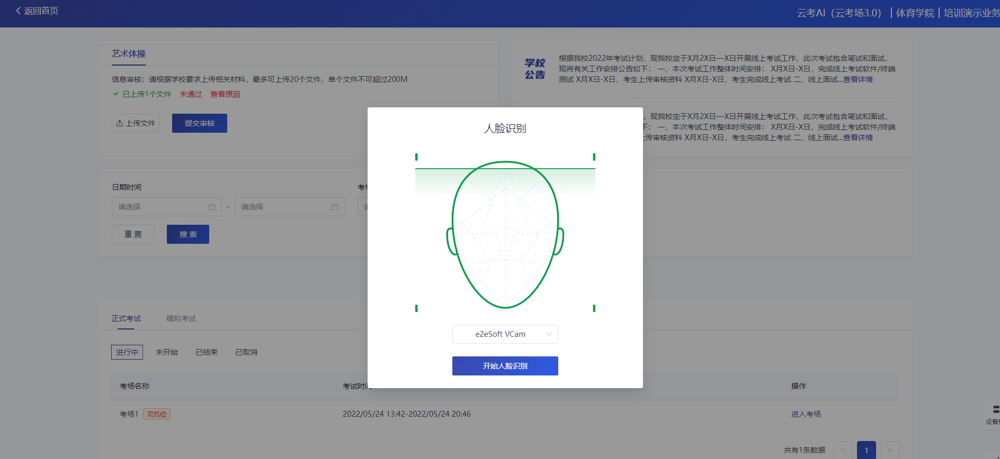 返回首页
云考AI（云考场3.0）
体育学院
培训演示业务
艺术体操
信息审核：请根据学校要求上传相关材料，最多可上传20个文件，单个文件不可超过200M
已上传1个文件 未通过 查看原因
上传文件
提交审核
学校
公告
根据我校2022年考试计划，现我校定于X月2X日—X日开展线上考试工作，此次考试包含笔试和面试，
现将有关工作安排公告如下： 一、本次考试工作整体时间安排： X月X日-X日，完成线上考试软件/终端
测试 X月X日-X日，考生上传审核资料 X月X日-X日，考生完成线上考试 二、线上面试...查看详情
，现我校定于X月2X日—X日开展线上考试工作，此次考试包含笔试和面试，
下： 一、本次考试工作整体时间安排： X月X日-X日，完成线上考试软件/终端
上传审核资料 X月X日-X日，考生完成线上考试 二、线上面试...查看详情
人脸识别
e2eSoft VCam
开始人脸识别
日期时间
考
请选择 - 请选择
重 置
搜 索
正式考试
模拟考试
进行中
未开始
已结束
已取消
考场名称
考试时间
操作
考场1 双机位
2022/05/24 13:42-2022/05/24 20:46
进入考场
设备
共有1条数据
< 1 >